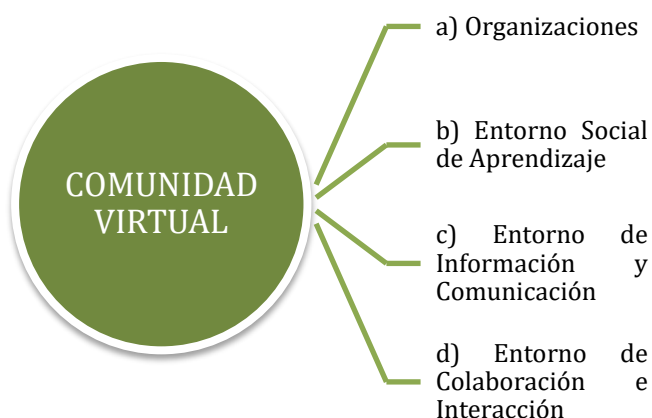 COMUNIDAD
VIRTUAL
a) Organizaciones
b) Entorno Social
de Aprendizaje
c) Entorno de
Información y
Comunicación
d) Entorno de
Colaboración e
Interacción